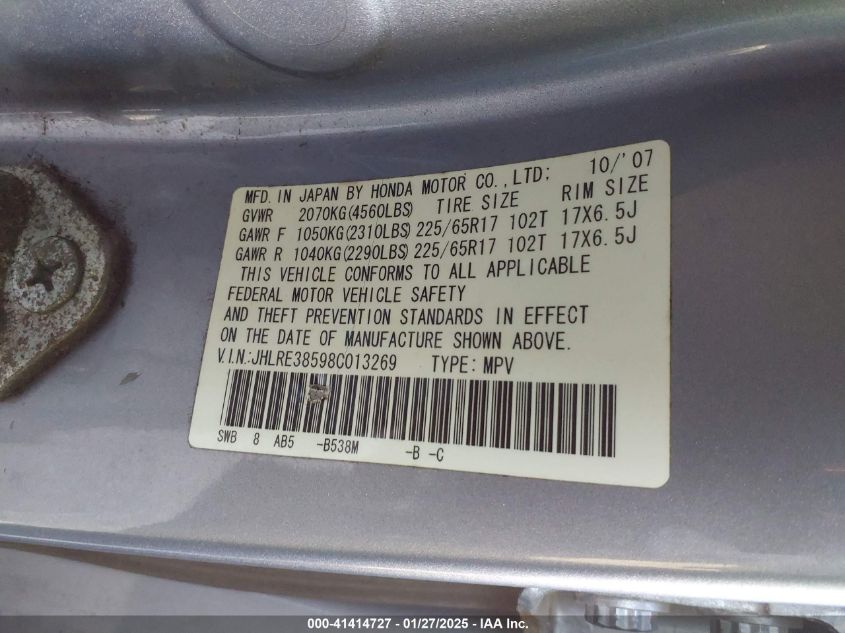 MFD. IN JAPAN BY HONDA MOTOR CO., LTD; 10/'07
GVWR 2070KG(4560LBS) TIRE SIZE RIM SIZE
GAWR F 1050KG(2310LBS) 225/65R17 102T 17X6.5J
GAWR R 1040KG(2290LBS) 225/65R17 102T 17X6.5J
THIS VEHICLE CONFORMS TO ALL APPLICABLE
FEDERAL MOTOR VEHICLE SAFETY
AND THEFT PREVENTION STANDARDS IN EFFECT
ON THE DATE OF MANUFACTURE SHOWN ABOVE.
V.I.N.:JHLRE38598C013269 TYPE: MPV
SWB 8 AB5 -B538M -B -C
000-41414727 - 01/27/2025 - IAA Inc.